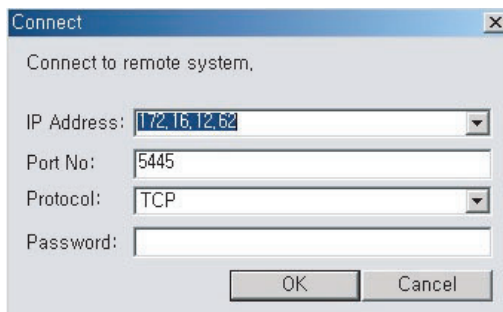 Connect
Connect to remote system,
IP Address: 172,16,12,62
Port No: 5445
Protocol: TCP
Password:
OK Cancel